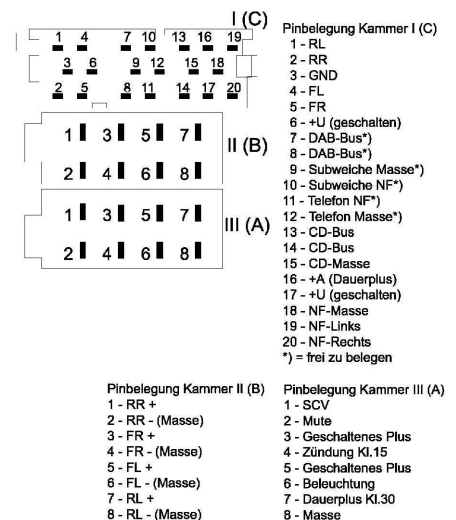 I (C)
1 4 7 10 13 16 19
3 6 9 12 15 18
2 5 8 11 14 17 20
II (B)
1 3 5 7
2 4 6 8
III (A)
1 3 5 7
2 4 6 8
Pinbelegung Kammer I (C)
1 - RL
2 - RR
3 - GND
4 - FL
5 - FR
6 - +U (geschalten)
7 - DAB-Bus*)
8 - DAB-Bus*)
9 - Subweiche Masse*)
10 - Subweiche NF*)
11 - Telefon NF*)
12 - Telefon Masse*)
13 - CD-Bus
14 - CD-Bus
15 - CD-Masse
16 - +A (Dauerplus)
17 - +U (geschalten)
18 - NF-Masse
19 - NF-Links
20 - NF-Rechts
*) = frei zu belegen
Pinbelegung Kammer II (B)
1 - RR +
2 - RR - (Masse)
3 - FR +
4 - FR - (Masse)
5 - FL +
6 - FL - (Masse)
7 - RL +
8 - RL - (Masse)
Pinbelegung Kammer III (A)
1 - SCV
2 - Mute
3 - Geschaltenes Plus
4 - Zündung Kl.15
5 - Geschaltenes Plus
6 - Beleuchtung
7 - Dauerplus Kl.30
8 - Masse